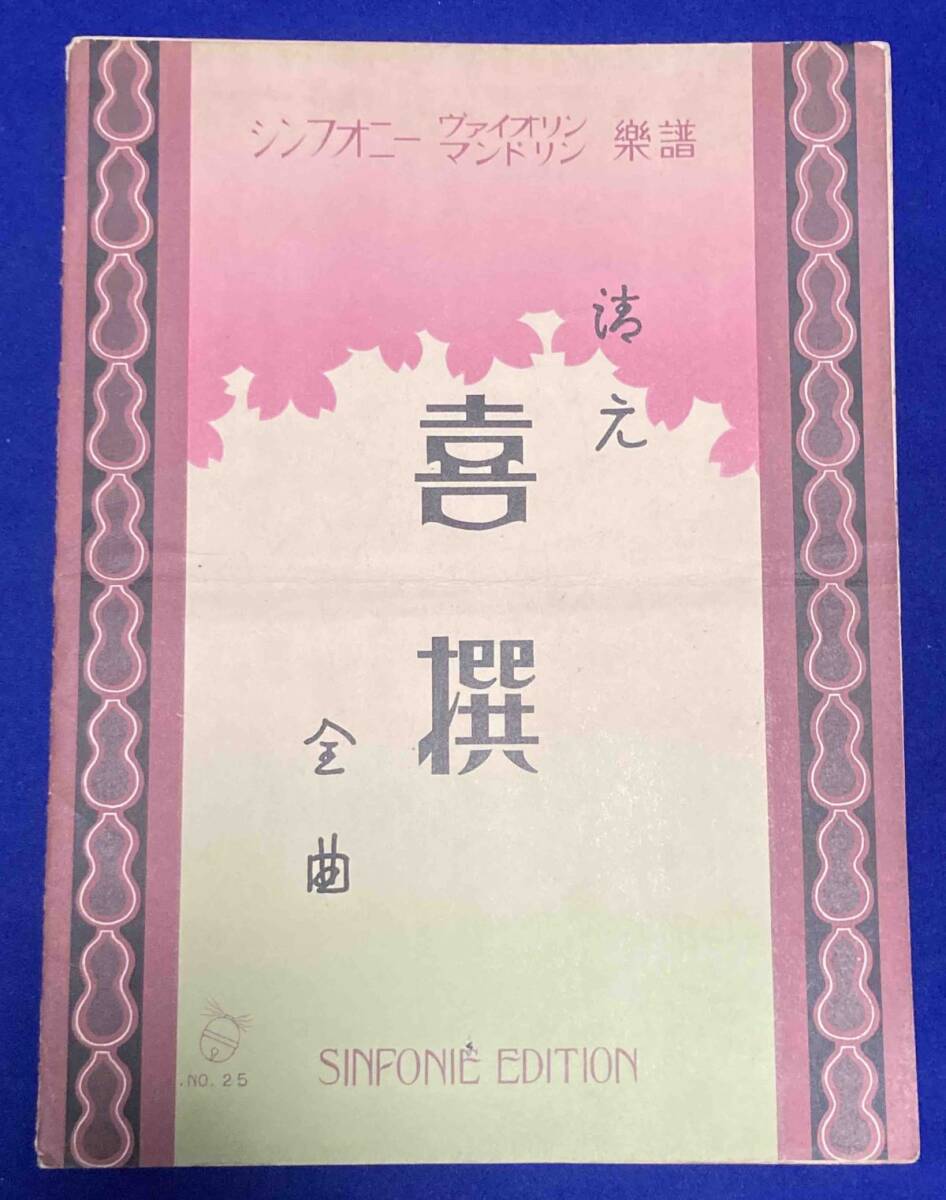 シンフォニー ヴァイオリン マンドリン 樂譜
清元
喜撰
全曲
NO. 25
SINFONIE EDITION